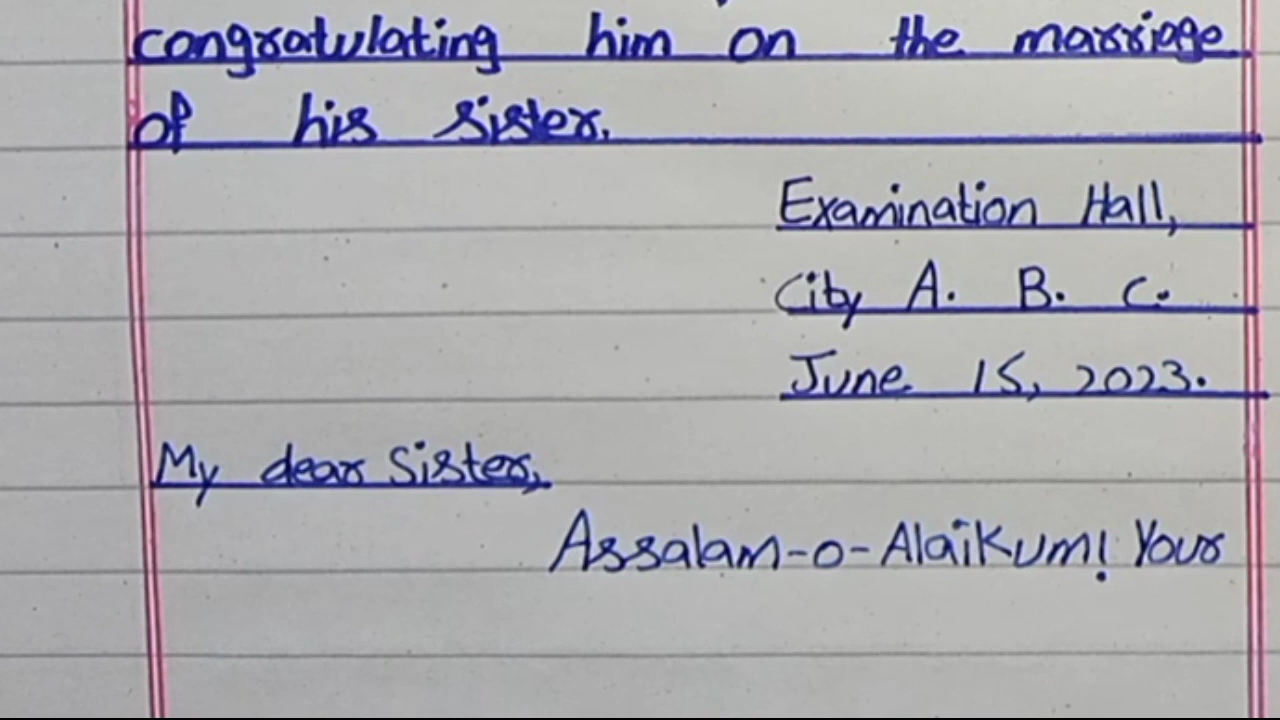 congratulating him on the marriage
of his sister.
Examination Hall,
City A. B. C.
June 15, 2023.
My dear Sister,
Assalam-o-Alaikum! Your